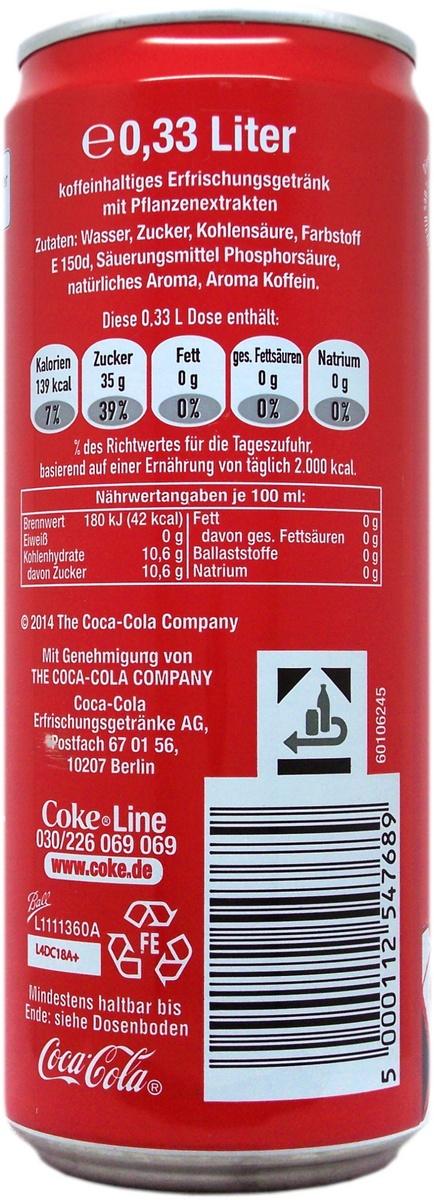 ℮ 0,33 Liter
koffeinhaltiges Erfrischungsgetränk
mit Pflanzenextrakten
Zutaten: Wasser, Zucker, Kohlensäure, Farbstoff
E 150d, Säuerungsmittel Phosphorsäure,
natürliches Aroma, Aroma Koffein.
Diese 0,33 L Dose enthält:
Kalorien Zucker Fett ges. Fettsäuren Natrium
139 kcal 35 g 0 g 0 g 0 g
7% 39% 0% 0% 0%
% des Richtwertes für die Tageszufuhr,
basierend auf einer Ernährung von täglich 2.000 kcal.
Nährwertangaben je 100 ml:
Brennwert 180 kJ (42 kcal) Fett 0 g
Eiweiß 0 g davon ges. Fettsäuren 0 g
Kohlenhydrate 10,6 g Ballaststoffe 0 g
davon Zucker 10,6 g Natrium 0 g
© 2014 The Coca-Cola Company
Mit Genehmigung von
THE COCA-COLA COMPANY
Coca-Cola
Erfrischungsgetränke AG,
Postfach 67 01 56,
10207 Berlin
60106245
Coke® Line
030/226 069 069
www.coke.de
Ball
L1111360A
L4DC18A+
FE
Mindestens haltbar bis
Ende: siehe Dosenboden
Coca-Cola®
5 000112 547689